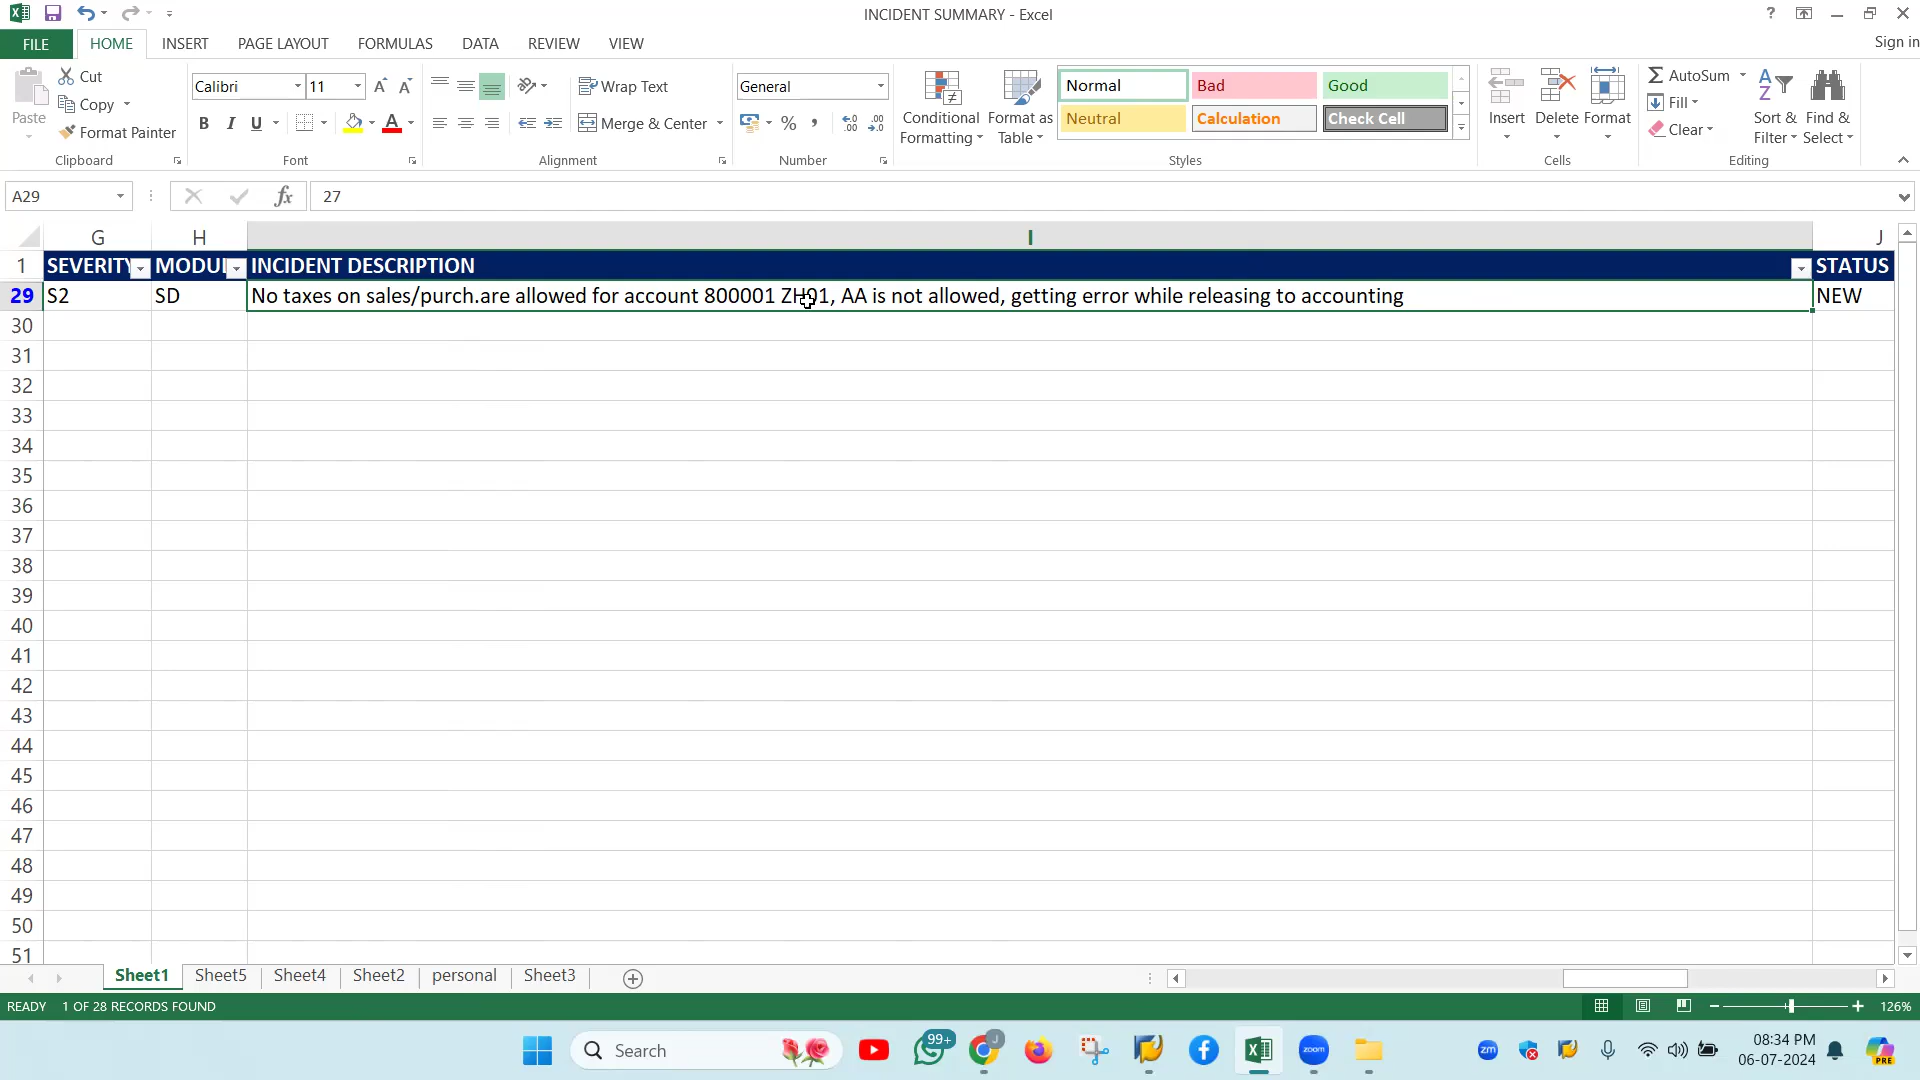 INCIDENT SUMMARY - Excel
Sign in
FILE HOME INSERT PAGE LAYOUT FORMULAS DATA REVIEW VIEW
Paste
Cut
Copy
Format Painter
Clipboard
Calibri 11
B I U
Font
Wrap Text
Merge & Center
Alignment
General
%
Number
Conditional Formatting
Format as Table
Normal Bad Good
Neutral Calculation Check Cell
Styles
Insert Delete Format
Cells
AutoSum
Fill
Clear
Sort & Filter
Find & Select
Editing
A29 fx 27
G H I J
1 SEVERITY MODUL INCIDENT DESCRIPTION STATUS
29 S2 SD No taxes on sales/purch.are allowed for account 800001 ZH01, AA is not allowed, getting error while releasing to accounting NEW
30
31
32
33
34
35
36
37
38
39
40
41
42
43
44
45
46
47
48
49
50
51
Sheet1 Sheet5 Sheet4 Sheet2 personal Sheet3
READY 1 OF 28 RECORDS FOUND 126%
Search
99+
J
zoom
zm
08:34 PM
06-07-2024
PRE